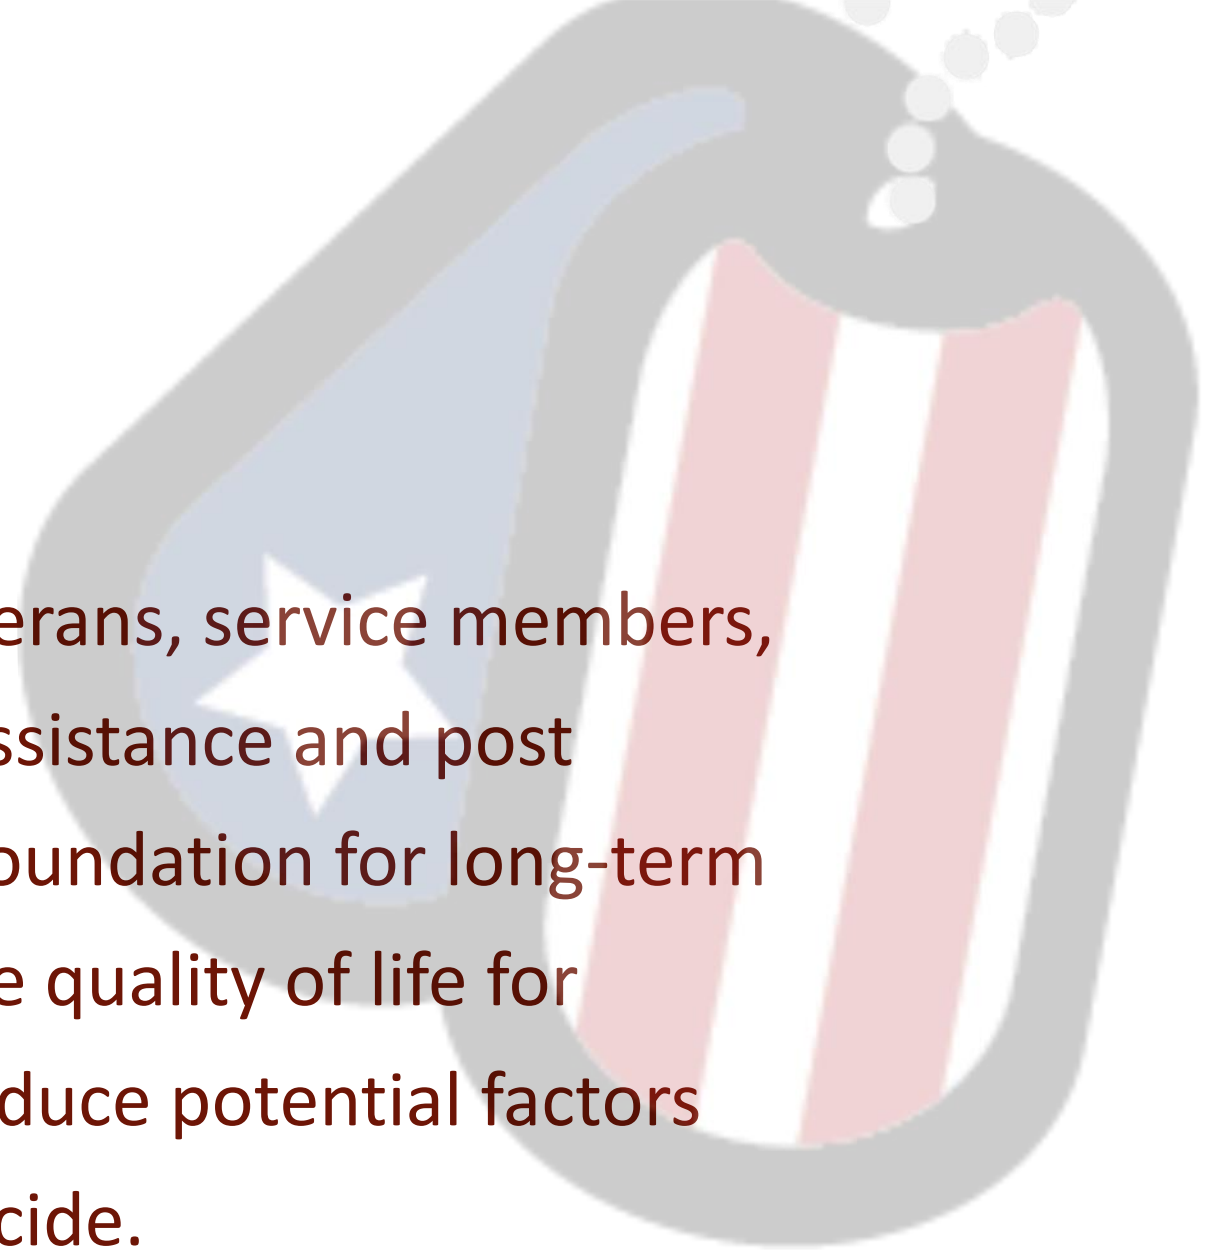 erans, service members,
ssistance and post
oundation for long-term
e quality of life for
duce potential factors
cide.